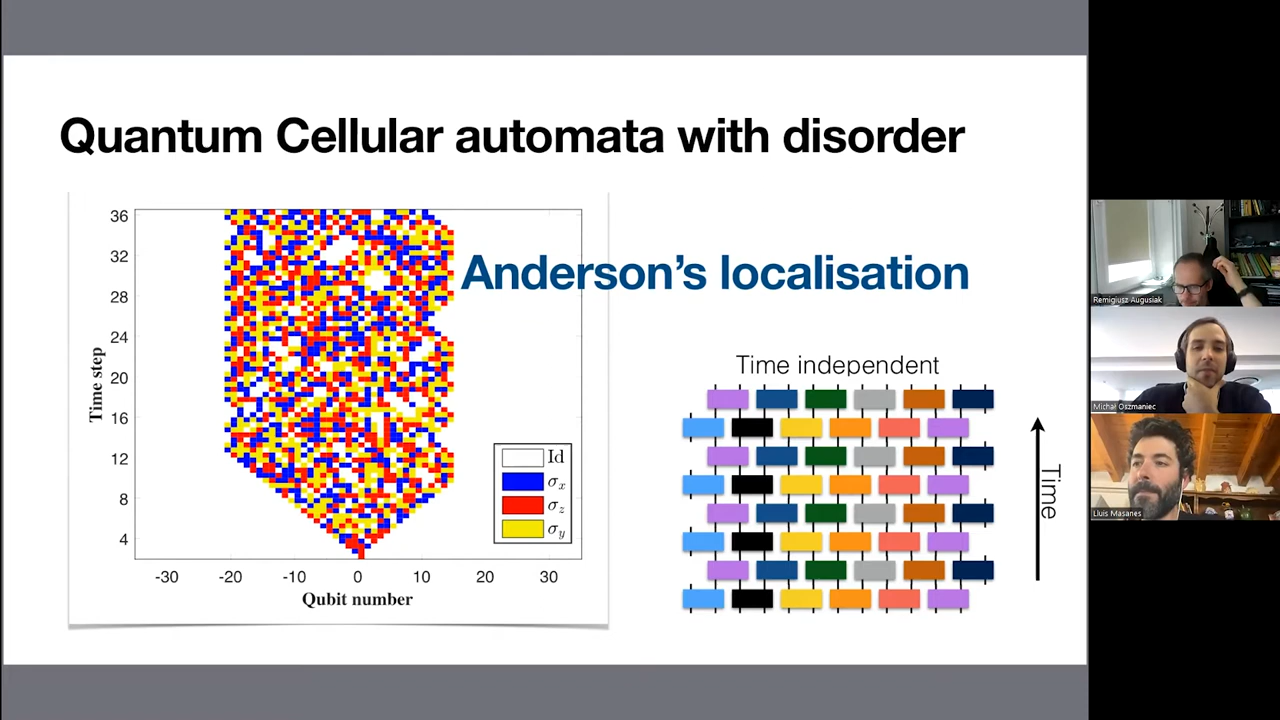 Quantum Cellular automata with disorder
Anderson's localisation
36
32
28
24
20
16
12
8
4
Time step
-30 -20 -10 0 10 20 30
Qubit number
Id
σx
σz
σy
Time independent
Time
Remigiusz Augusiak
Michał Oszmaniec
Lluis Masanes